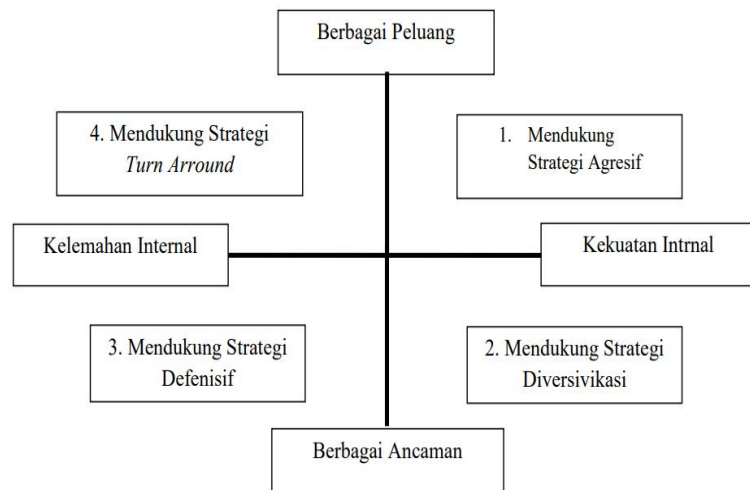 Berbagai Peluang
4. Mendukung Strategi
Turn Arround
1. Mendukung
Strategi Agresif
Kelemahan Internal
Kekuatan Intrnal
3. Mendukung Strategi
Defenisif
2. Mendukung Strategi
Diversivikasi
Berbagai Ancaman